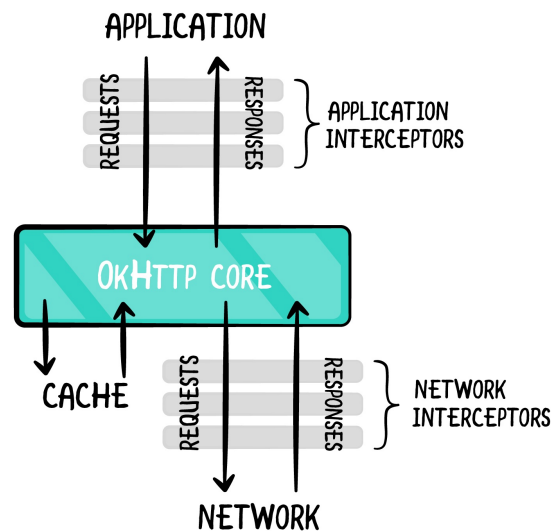 APPLICATION
REQUESTS
RESPONSES
APPLICATION
INTERCEPTORS
OKHTTP CORE
CACHE
REQUESTS
RESPONSES
NETWORK
INTERCEPTORS
NETWORK